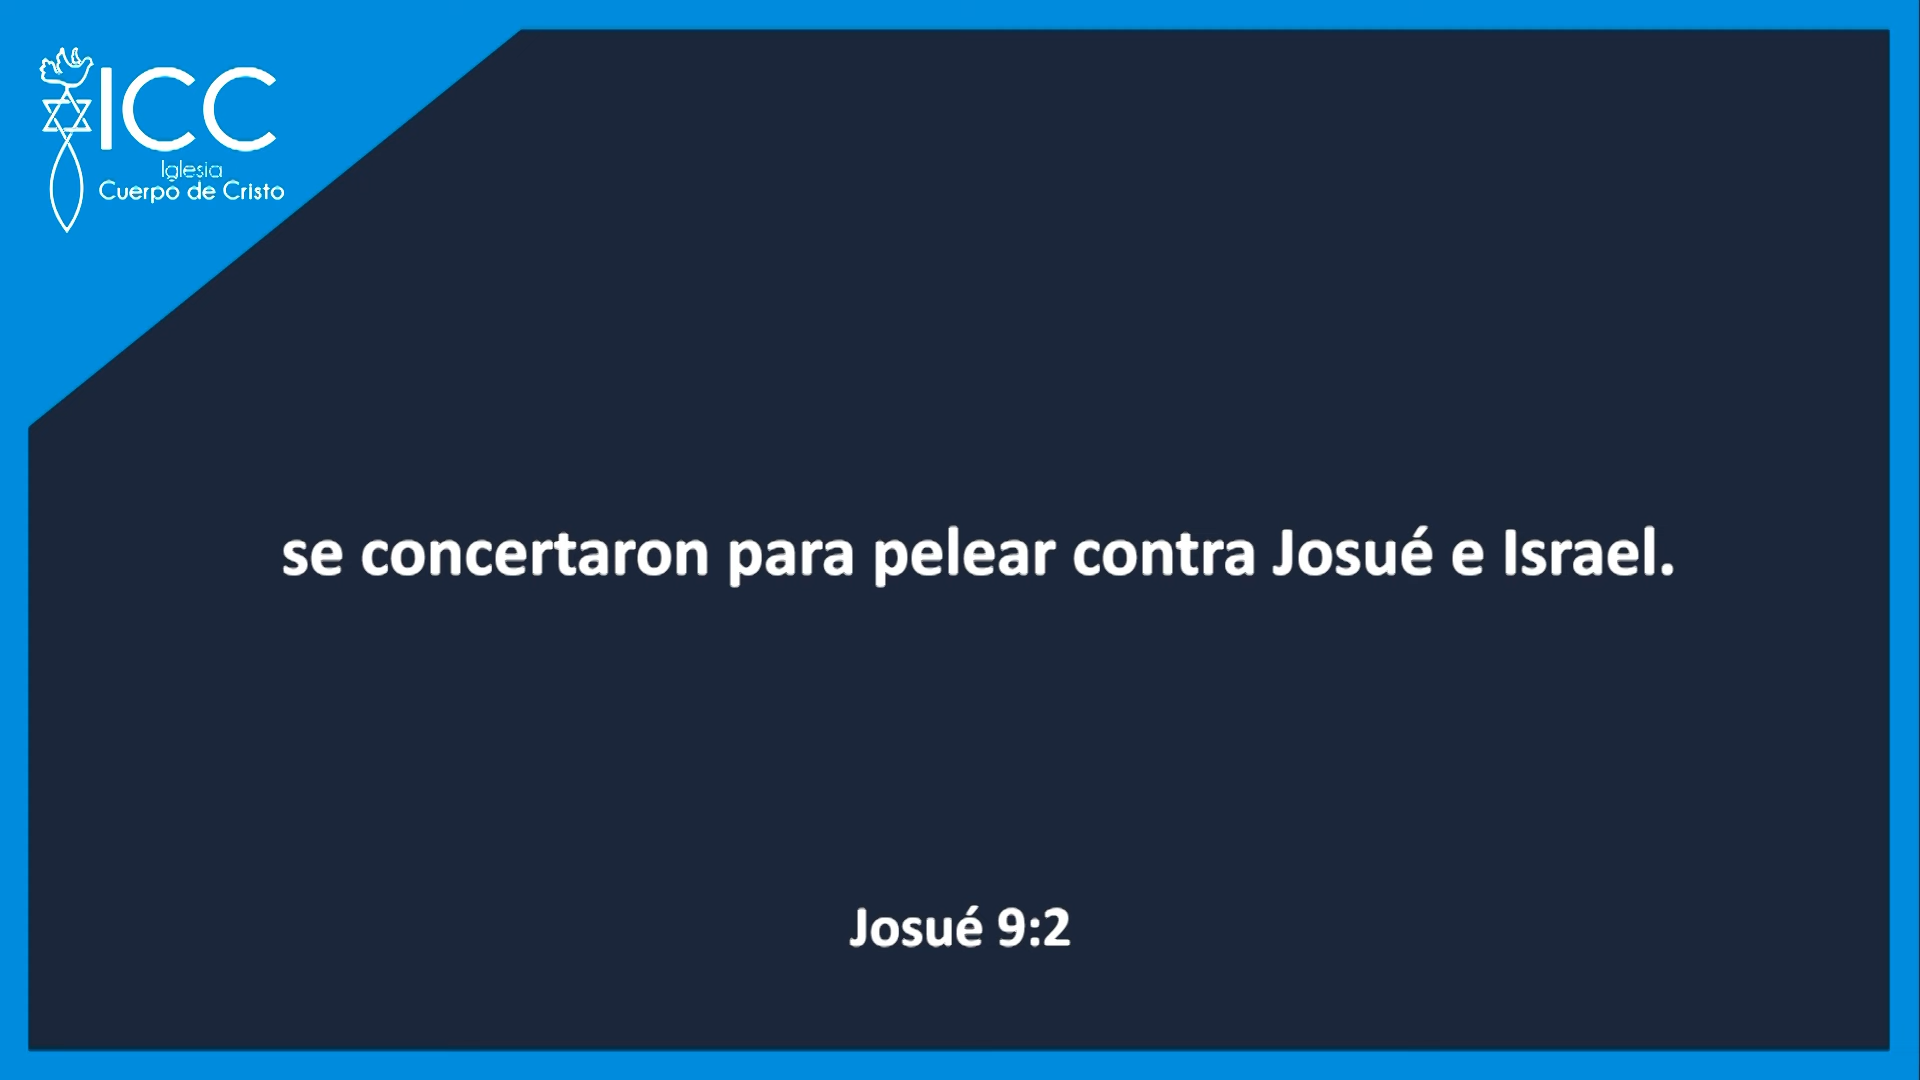 ICC
Iglesia
Cuerpo de Cristo
se concertaron para pelear contra Josué e Israel.
Josué 9:2